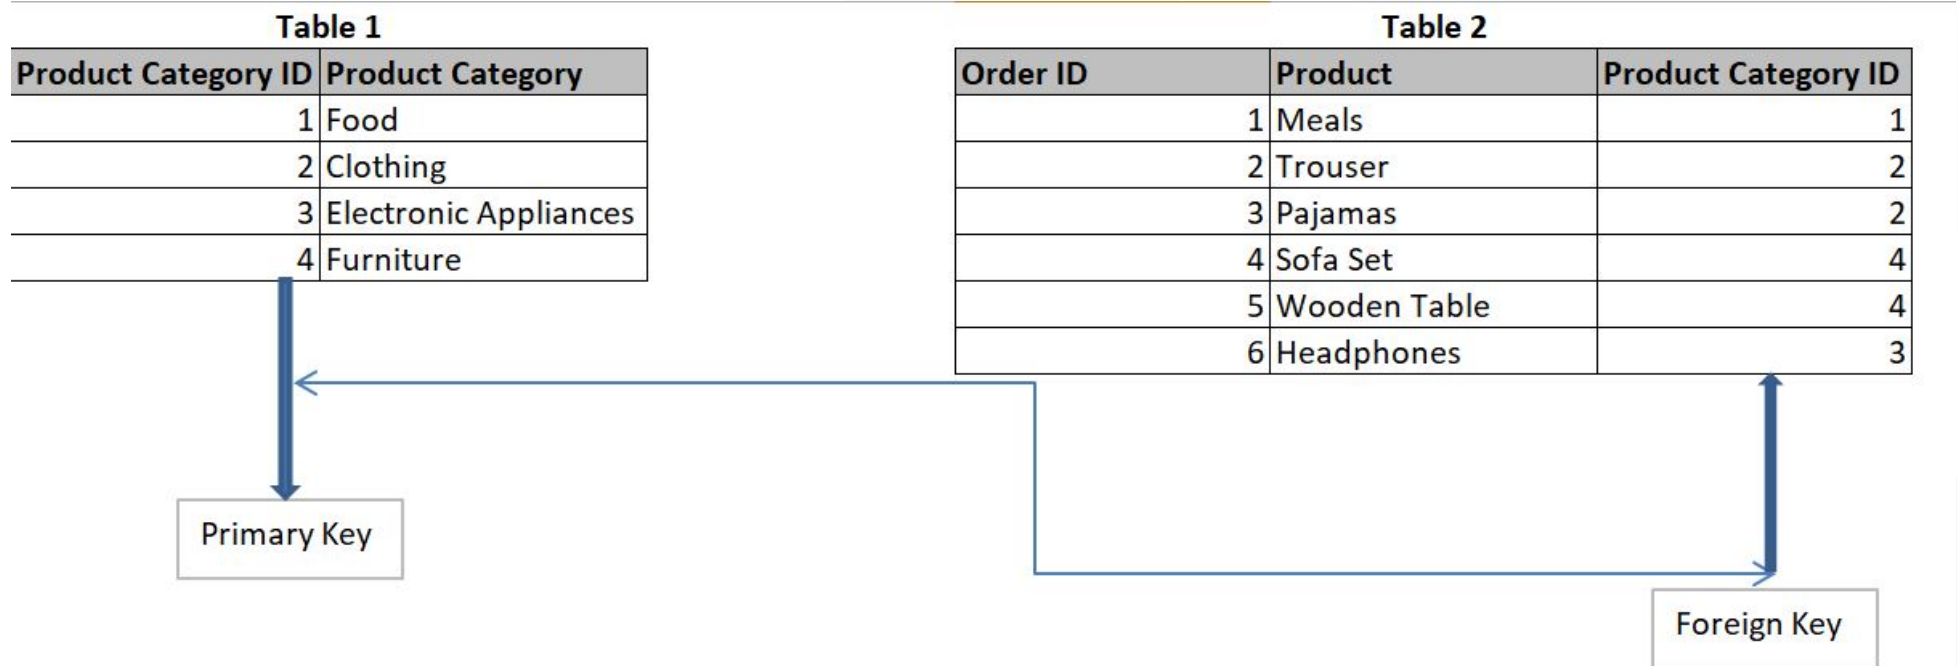 Table 1
Product Category ID Product Category
1 Food
2 Clothing
3 Electronic Appliances
4 Furniture
Primary Key
Table 2
Order ID Product Product Category ID
1 Meals 1
2 Trouser 2
3 Pajamas 2
4 Sofa Set 4
5 Wooden Table 4
6 Headphones 3
Foreign Key